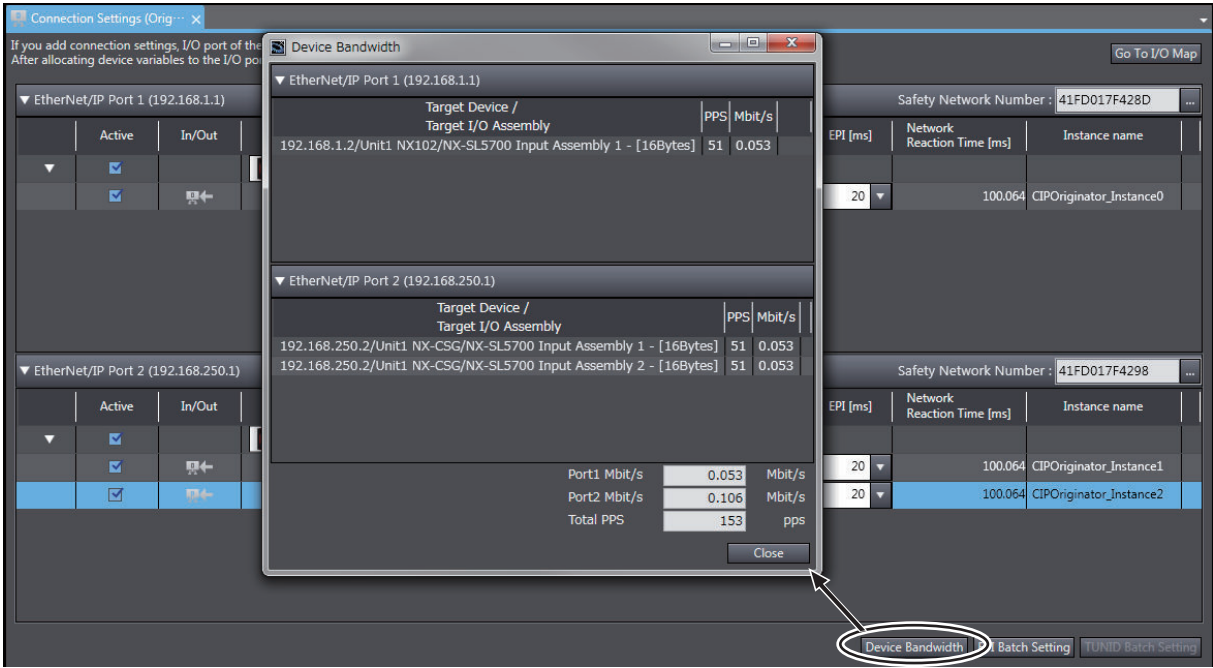 Connection Settings (Orig··· X
If you add connection settings, I/O port of the
After allocating device variables to the I/O po
Go To I/O Map
▼ EtherNet/IP Port 1 (192.168.1.1)
Safety Network Number : 41FD017F428D ...
Active In/Out EPI [ms] Network Reaction Time [ms] Instance name
20 100.064 CIPOriginator_Instance0
Device Bandwidth
▼ EtherNet/IP Port 1 (192.168.1.1)
Target Device /
Target I/O Assembly
PPS Mbit/s
192.168.1.2/Unit1 NX102/NX-SL5700 Input Assembly 1 - [16Bytes] 51 0.053
▼ EtherNet/IP Port 2 (192.168.250.1)
Target Device /
Target I/O Assembly
PPS Mbit/s
192.168.250.2/Unit1 NX-CSG/NX-SL5700 Input Assembly 1 - [16Bytes] 51 0.053
192.168.250.2/Unit1 NX-CSG/NX-SL5700 Input Assembly 2 - [16Bytes] 51 0.053
Port1 Mbit/s 0.053 Mbit/s
Port2 Mbit/s 0.106 Mbit/s
Total PPS 153 pps
Close
▼ EtherNet/IP Port 2 (192.168.250.1)
Safety Network Number : 41FD017F4298 ...
Active In/Out EPI [ms] Network Reaction Time [ms] Instance name
20 100.064 CIPOriginator_Instance1
20 100.064 CIPOriginator_Instance2
Device Bandwidth
Batch Setting
TUNID Batch Setting